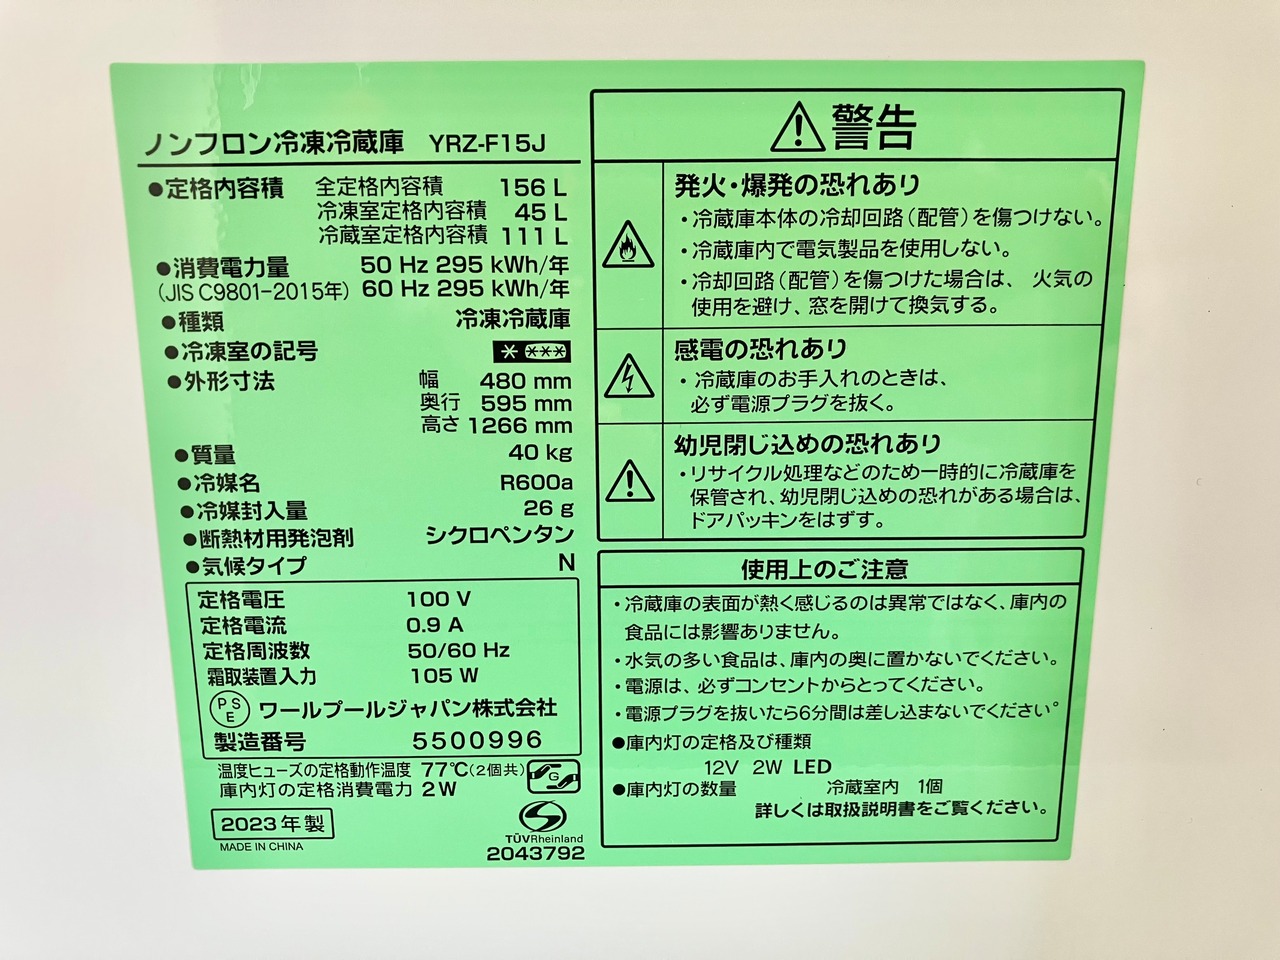 ノンフロン冷凍冷蔵庫 YRZ-F15J
●定格内容積 全定格内容積 156 L
冷凍室定格内容積 45 L
冷蔵室定格内容積 111 L
●消費電力量 50 Hz 295 kWh/年
(JIS C9801-2015年) 60 Hz 295 kWh/年
●種類 冷凍冷蔵庫
●冷凍室の記号
●外形寸法 幅 480 mm
奥行 595 mm
高さ 1266 mm
●質量 40 kg
●冷媒名 R600a
●冷媒封入量 26 g
●断熱材用発泡剤 シクロペンタン
●気候タイプ N
定格電圧 100 V
定格電流 0.9 A
定格周波数 50/60 Hz
霜取装置入力 105 W
PSE ワールプールジャパン株式会社
製造番号 5500996
温度ヒューズの定格動作温度 77℃(2個共)
庫内灯の定格消費電力 2W
G
2023年製
MADE IN CHINA
TÜVRheinland
2043792
警告
発火・爆発の恐れあり
・冷蔵庫本体の冷却回路(配管)を傷つけない。
・冷蔵庫内で電気製品を使用しない。
・冷却回路(配管)を傷つけた場合は、火気の
使用を避け、窓を開けて換気する。
感電の恐れあり
・冷蔵庫のお手入れのときは、
必ず電源プラグを抜く。
幼児閉じ込めの恐れあり
・リサイクル処理などのため一時的に冷蔵庫を
保管され、幼児閉じ込めの恐れがある場合は、
ドアパッキンをはずす。
使用上のご注意
・冷蔵庫の表面が熱く感じるのは異常ではなく、庫内の
食品には影響ありません。
・水気の多い食品は、庫内の奥に置かないでください。
・電源は、必ずコンセントからとってください。
・電源プラグを抜いたら6分間は差し込まないでください。
●庫内灯の定格及び種類
12V 2W LED
●庫内灯の数量 冷蔵室内 1個
詳しくは取扱説明書をご覧ください。